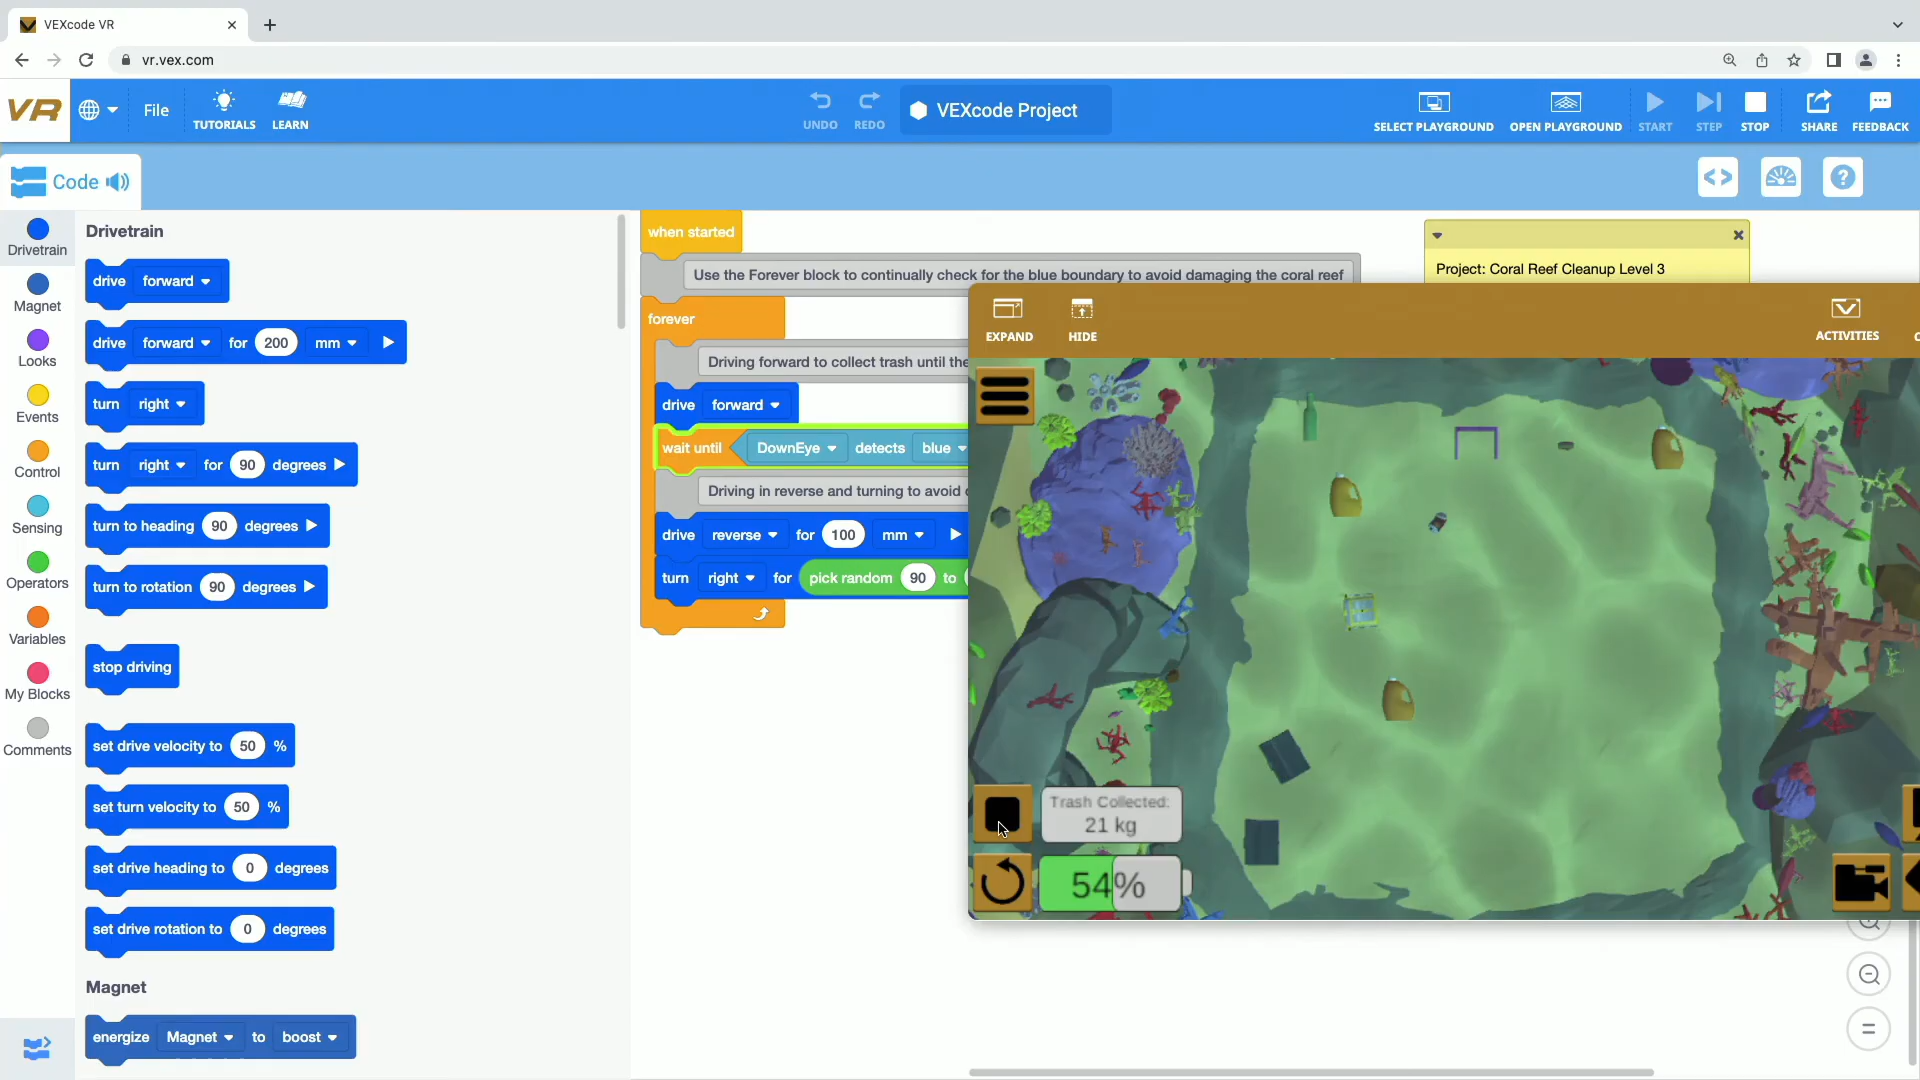 VEXcode VR
vr.vex.com
VR
File
TUTORIALS
LEARN
UNDO
REDO
VEXcode Project
SELECT PLAYGROUND
OPEN PLAYGROUND
START
STEP
STOP
SHARE
FEEDBACK
Code
Drivetrain
Magnet
Looks
Events
Control
Sensing
Operators
Variables
My Blocks
Comments
Drivetrain
drive forward
drive forward for 200 mm
turn right
turn right for 90 degrees
turn to heading 90 degrees
turn to rotation 90 degrees
stop driving
set drive velocity to 50 %
set turn velocity to 50 %
set drive heading to 0 degrees
set drive rotation to 0 degrees
Magnet
energize Magnet to boost
when started
Use the Forever block to continually check for the blue boundary to avoid damaging the coral reef
forever
Driving forward to collect trash until the
drive forward
wait until DownEye detects blue
Driving in reverse and turning to avoid
drive reverse for 100 mm
turn right for pick random 90 to
Project: Coral Reef Cleanup Level 3
EXPAND
HIDE
ACTIVITIES
Trash Collected:
21 kg
54%